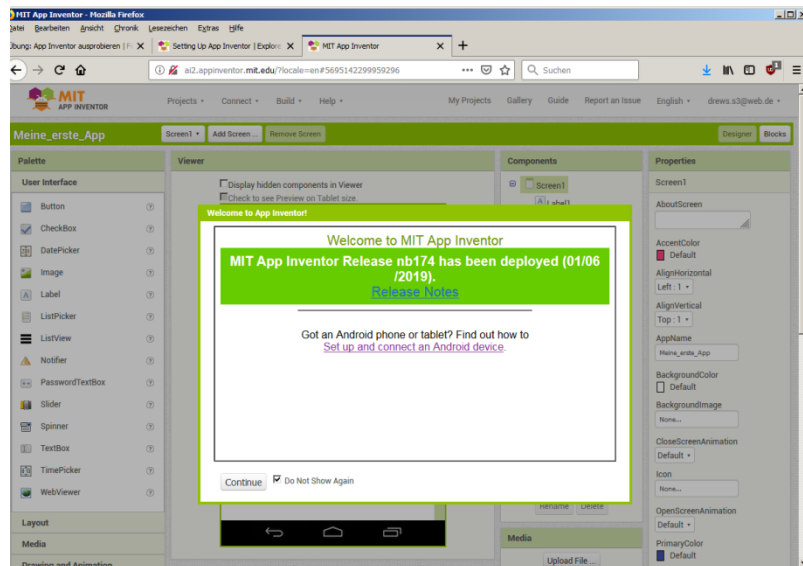 MIT App Inventor - Mozilla Firefox
Datei Bearbeiten Ansicht Chronik Lesezeichen Extras Hilfe
Übung: App Inventor ausprobieren | Setting Up App Inventor | Explore MIT App Inventor
ai2.appinventor.mit.edu/?locale=en#5695142299959296 Suchen
MIT APP INVENTOR Projects Connect Build Help My Projects Gallery Guide Report an Issue English drews.s3@web.de
Meine_erste_App Screen1 Add Screen ... Remove Screen Designer Blocks
Palette Viewer Components Properties
User Interface
Button
CheckBox
DatePicker
Image
Label
ListPicker
ListView
Notifier
PasswordTextBox
Slider
Spinner
TextBox
TimePicker
WebViewer
Layout
Media
Drawing and Animation
Display hidden components in Viewer
Check to see Preview on Tablet size.
Welcome to App Inventor!
Welcome to MIT App Inventor
MIT App Inventor Release nb174 has been deployed (01/06
/2019).
Release Notes
Got an Android phone or tablet? Find out how to
Set up and connect an Android device.
Continue Do Not Show Again
Screen1
Label1
Rename Delete
Media
Upload File ...
Screen1
AboutScreen
AccentColor
Default
AlignHorizontal
Left : 1
AlignVertical
Top : 1
AppName
Meine_erste_App
BackgroundColor
Default
BackgroundImage
None...
CloseScreenAnimation
Default
Icon
None...
OpenScreenAnimation
Default
PrimaryColor
Default